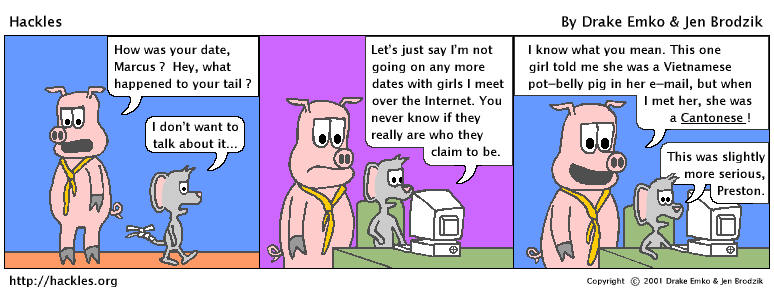 Hackles
By Drake Emko & Jen Brodzik
How was your date,
Marcus ? Hey, what
happened to your tail ?
I don't want to
talk about it...
Let's just say I'm not
going on any more
dates with girls I meet
over the Internet. You
never know if they
really are who they
claim to be.
I know what you mean. This one
girl told me she was a Vietnamese
pot-belly pig in her e-mail, but when
I met her, she was
a Cantonese !
This was slightly
more serious,
Preston.
http://hackles.org
Copyright © 2001 Drake Emko & Jen Brodzik